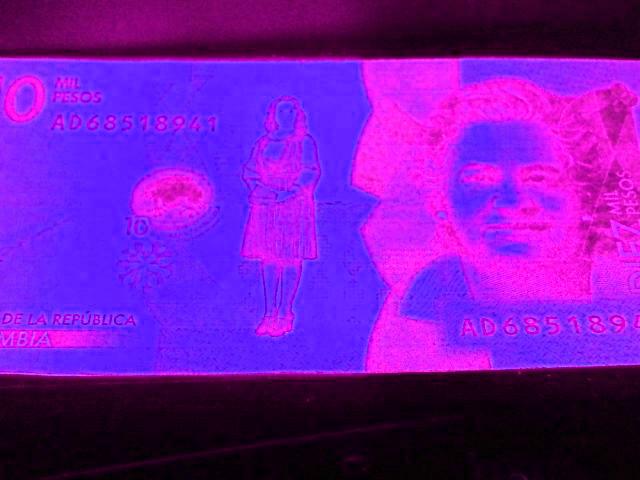 10 MIL
PESOS
AD68518941
10
DE LA REPÚBLICA
MBIA
MIL
PESOS
AD6851894